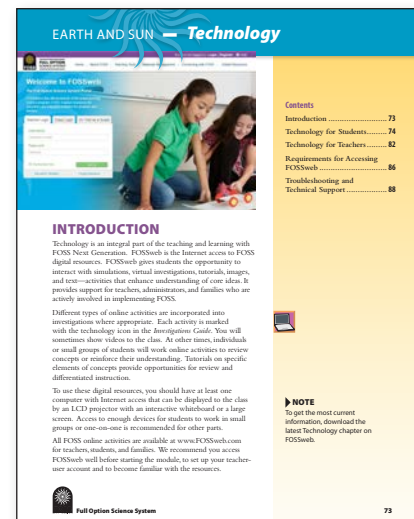 EARTH AND SUN — Technology
FULL OPTION
Welcome to FOSSweb
Contents
Introduction ..................... 73
Technology for Students ........ 74
Technology for Teachers ........ 82
Requirements for Accessing
FOSSweb ......................... 86
Troubleshooting and
Technical Support ................ 88
INTRODUCTION
Technology is an integral part of the teaching and learning with
FOSS Next Generation. FOSSweb is the Internet access to FOSS
digital resources. FOSSweb gives students the opportunity to
interact with simulations, virtual investigations, tutorials, images,
and text—activities that enhance understanding of core ideas. It
provides support for teachers, administrators, and families who are
actively involved in implementing FOSS.
Different types of online activities are incorporated into
investigations where appropriate. Each activity is marked
with the technology icon in the Investigations Guide. You will
sometimes show videos to the class. At other times, individuals
or small groups of students will work online activities to review
concepts or reinforce their understanding. Tutorials on specific
elements of concepts provide opportunities for review and
differentiated instruction.
To use these digital resources, you should have at least one
computer with Internet access that can be displayed to the class
by an LCD projector with an interactive whiteboard or a large
screen. Access to enough devices for students to work in small
groups or one-on-one is recommended for other parts.
All FOSS online activities are available at www.FOSSweb.com
for teachers, students, and families. We recommend you access
FOSSweb well before starting the module, to set up your teacher-
user account and to become familiar with the resources.
NOTE
To get the most current
information, download the
latest Technology chapter on
FOSSweb.
Full Option Science System
73